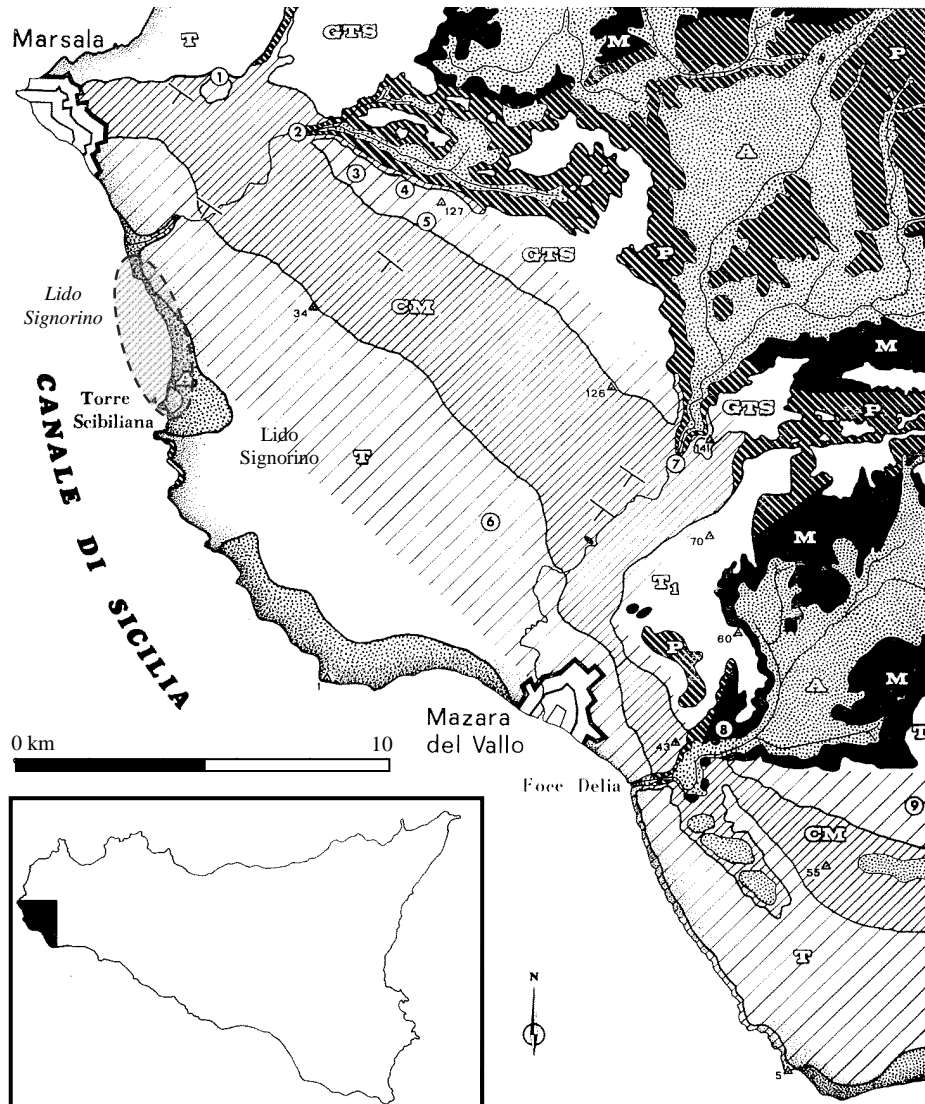 Marsala
T
GTS
M
P
1
2
3
4
5
127
A
GTS
P
Lido
Signorino
34
CM
M
126
GTS
P
A
Torre
Scibiliana
Lido
Signorino
T
7
141
6
70
M
T1
60
P
A
M
CANALE DI SICILIA
Mazara
del Vallo
43
8
T
0 km 10
Foce Delia
9
CM
55
T
N
5